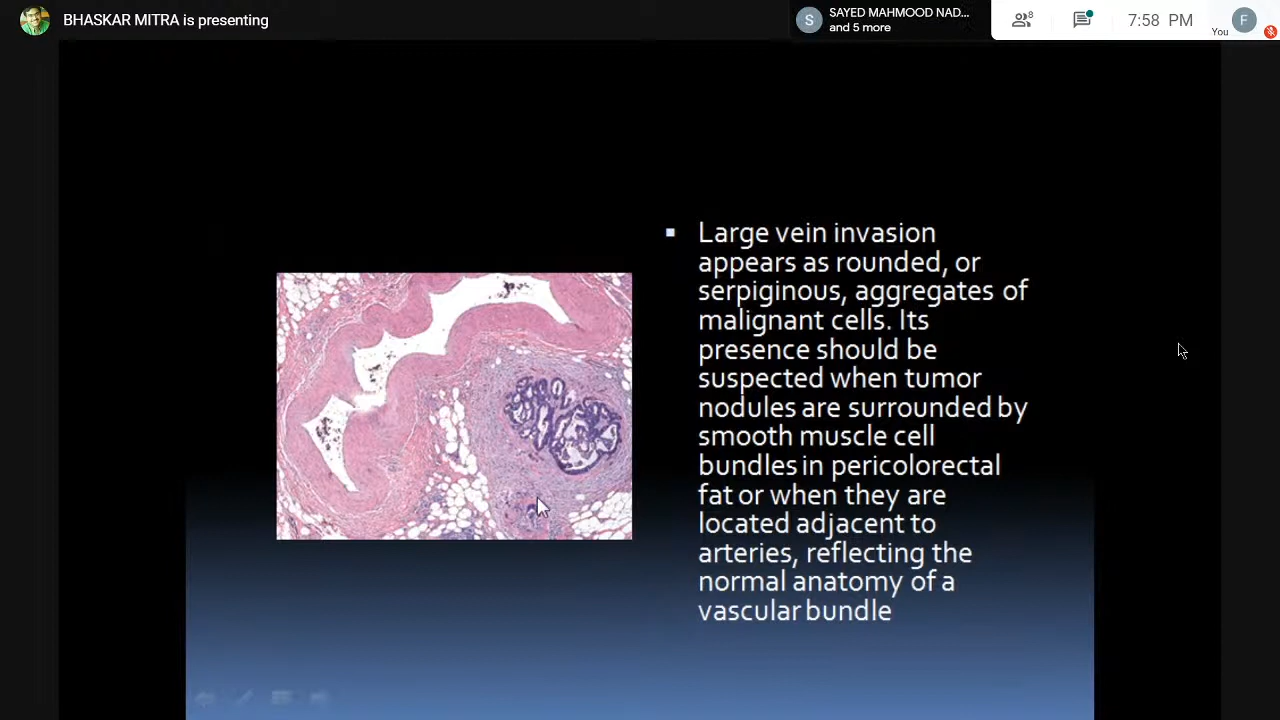 BHASKAR MITRA is presenting
S
SAYED MAHMOOD NAD...
and 5 more
8
7:58 PM
You
F
Large vein invasion
appears as rounded, or
serpiginous, aggregates of
malignant cells. Its
presence should be
suspected when tumor
nodules are surrounded by
smooth muscle cell
bundles in pericolorectal
fat or when they are
located adjacent to
arteries, reflecting the
normal anatomy of a
vascular bundle